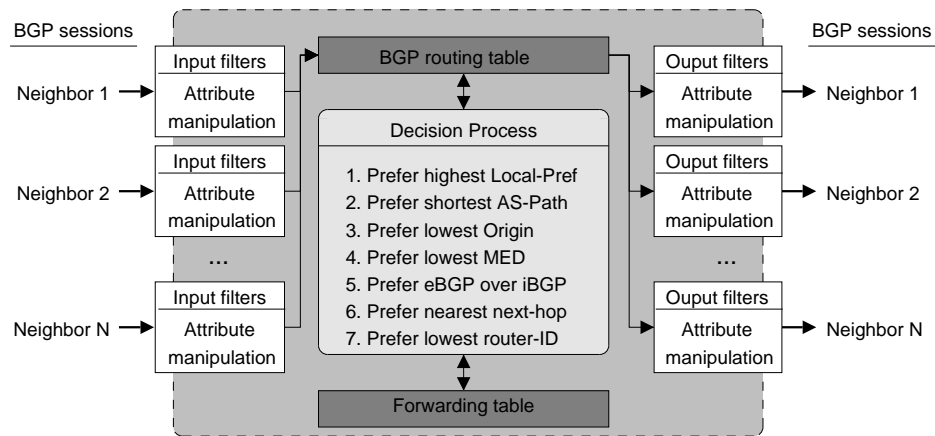 BGP sessions
Neighbor 1
Neighbor 2
Neighbor N
Input filters
Attribute
manipulation
Input filters
Attribute
manipulation
...
Input filters
Attribute
manipulation
BGP routing table
Decision Process
1. Prefer highest Local-Pref
2. Prefer shortest AS-Path
3. Prefer lowest Origin
4. Prefer lowest MED
5. Prefer eBGP over iBGP
6. Prefer nearest next-hop
7. Prefer lowest router-ID
Forwarding table
Ouput filters
Attribute
manipulation
Ouput filters
Attribute
manipulation
...
Ouput filters
Attribute
manipulation
BGP sessions
Neighbor 1
Neighbor 2
Neighbor N